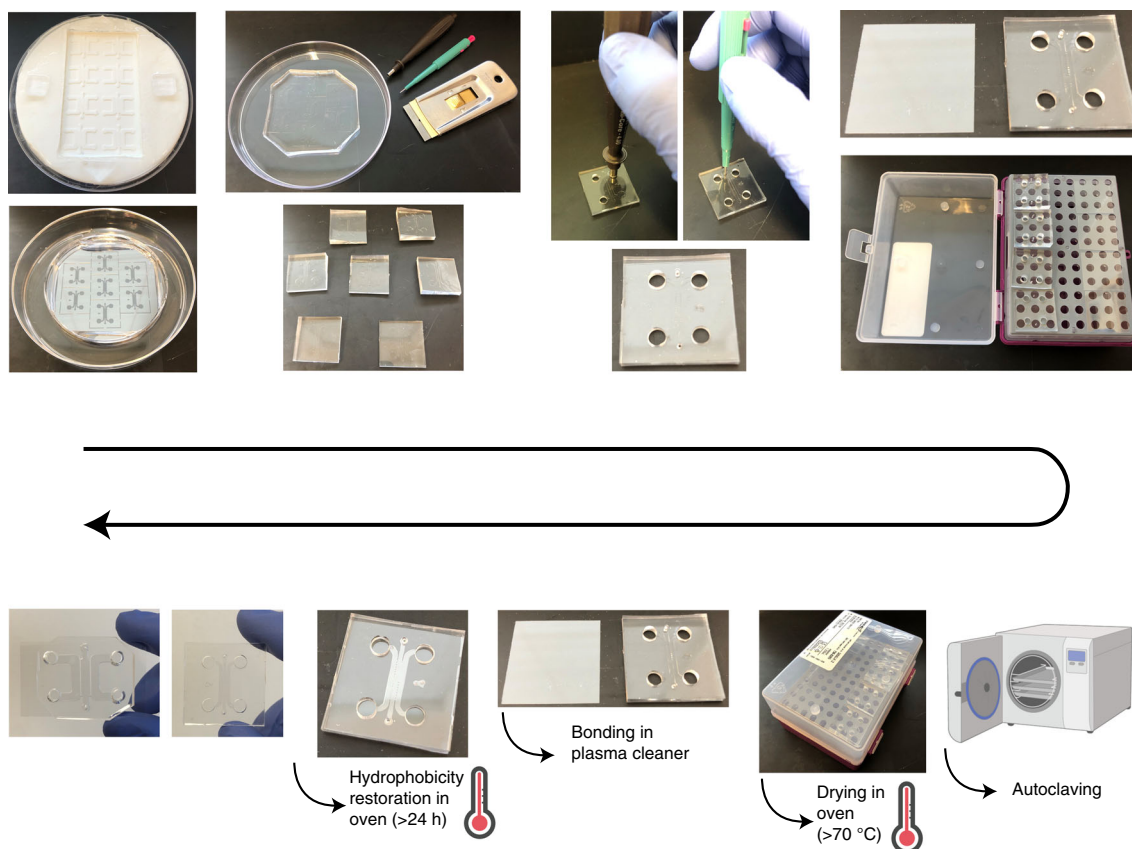 Hydrophobicity
restoration in
oven (>24 h)
Bonding in
plasma cleaner
Drying in
oven
(>70 °C)
Autoclaving